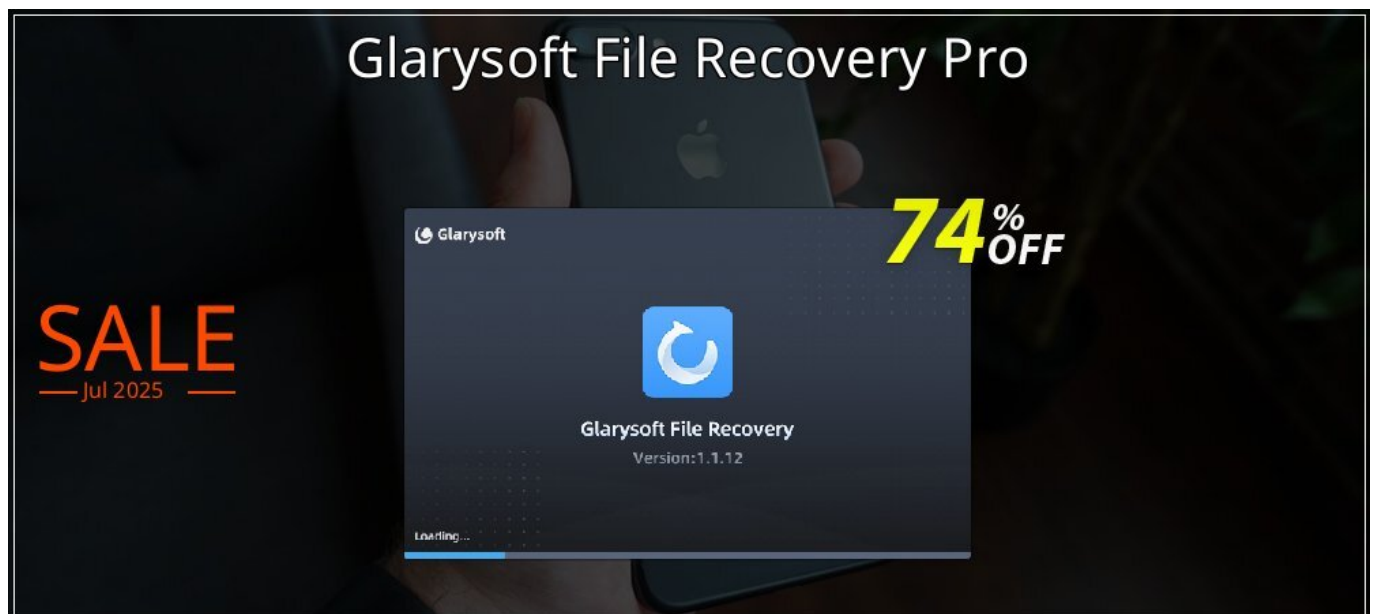 Glarysoft File Recovery Pro
74% OFF
Glarysoft
SALE
Jul 2025
Glarysoft File Recovery
Version:1.1.12
Loading...